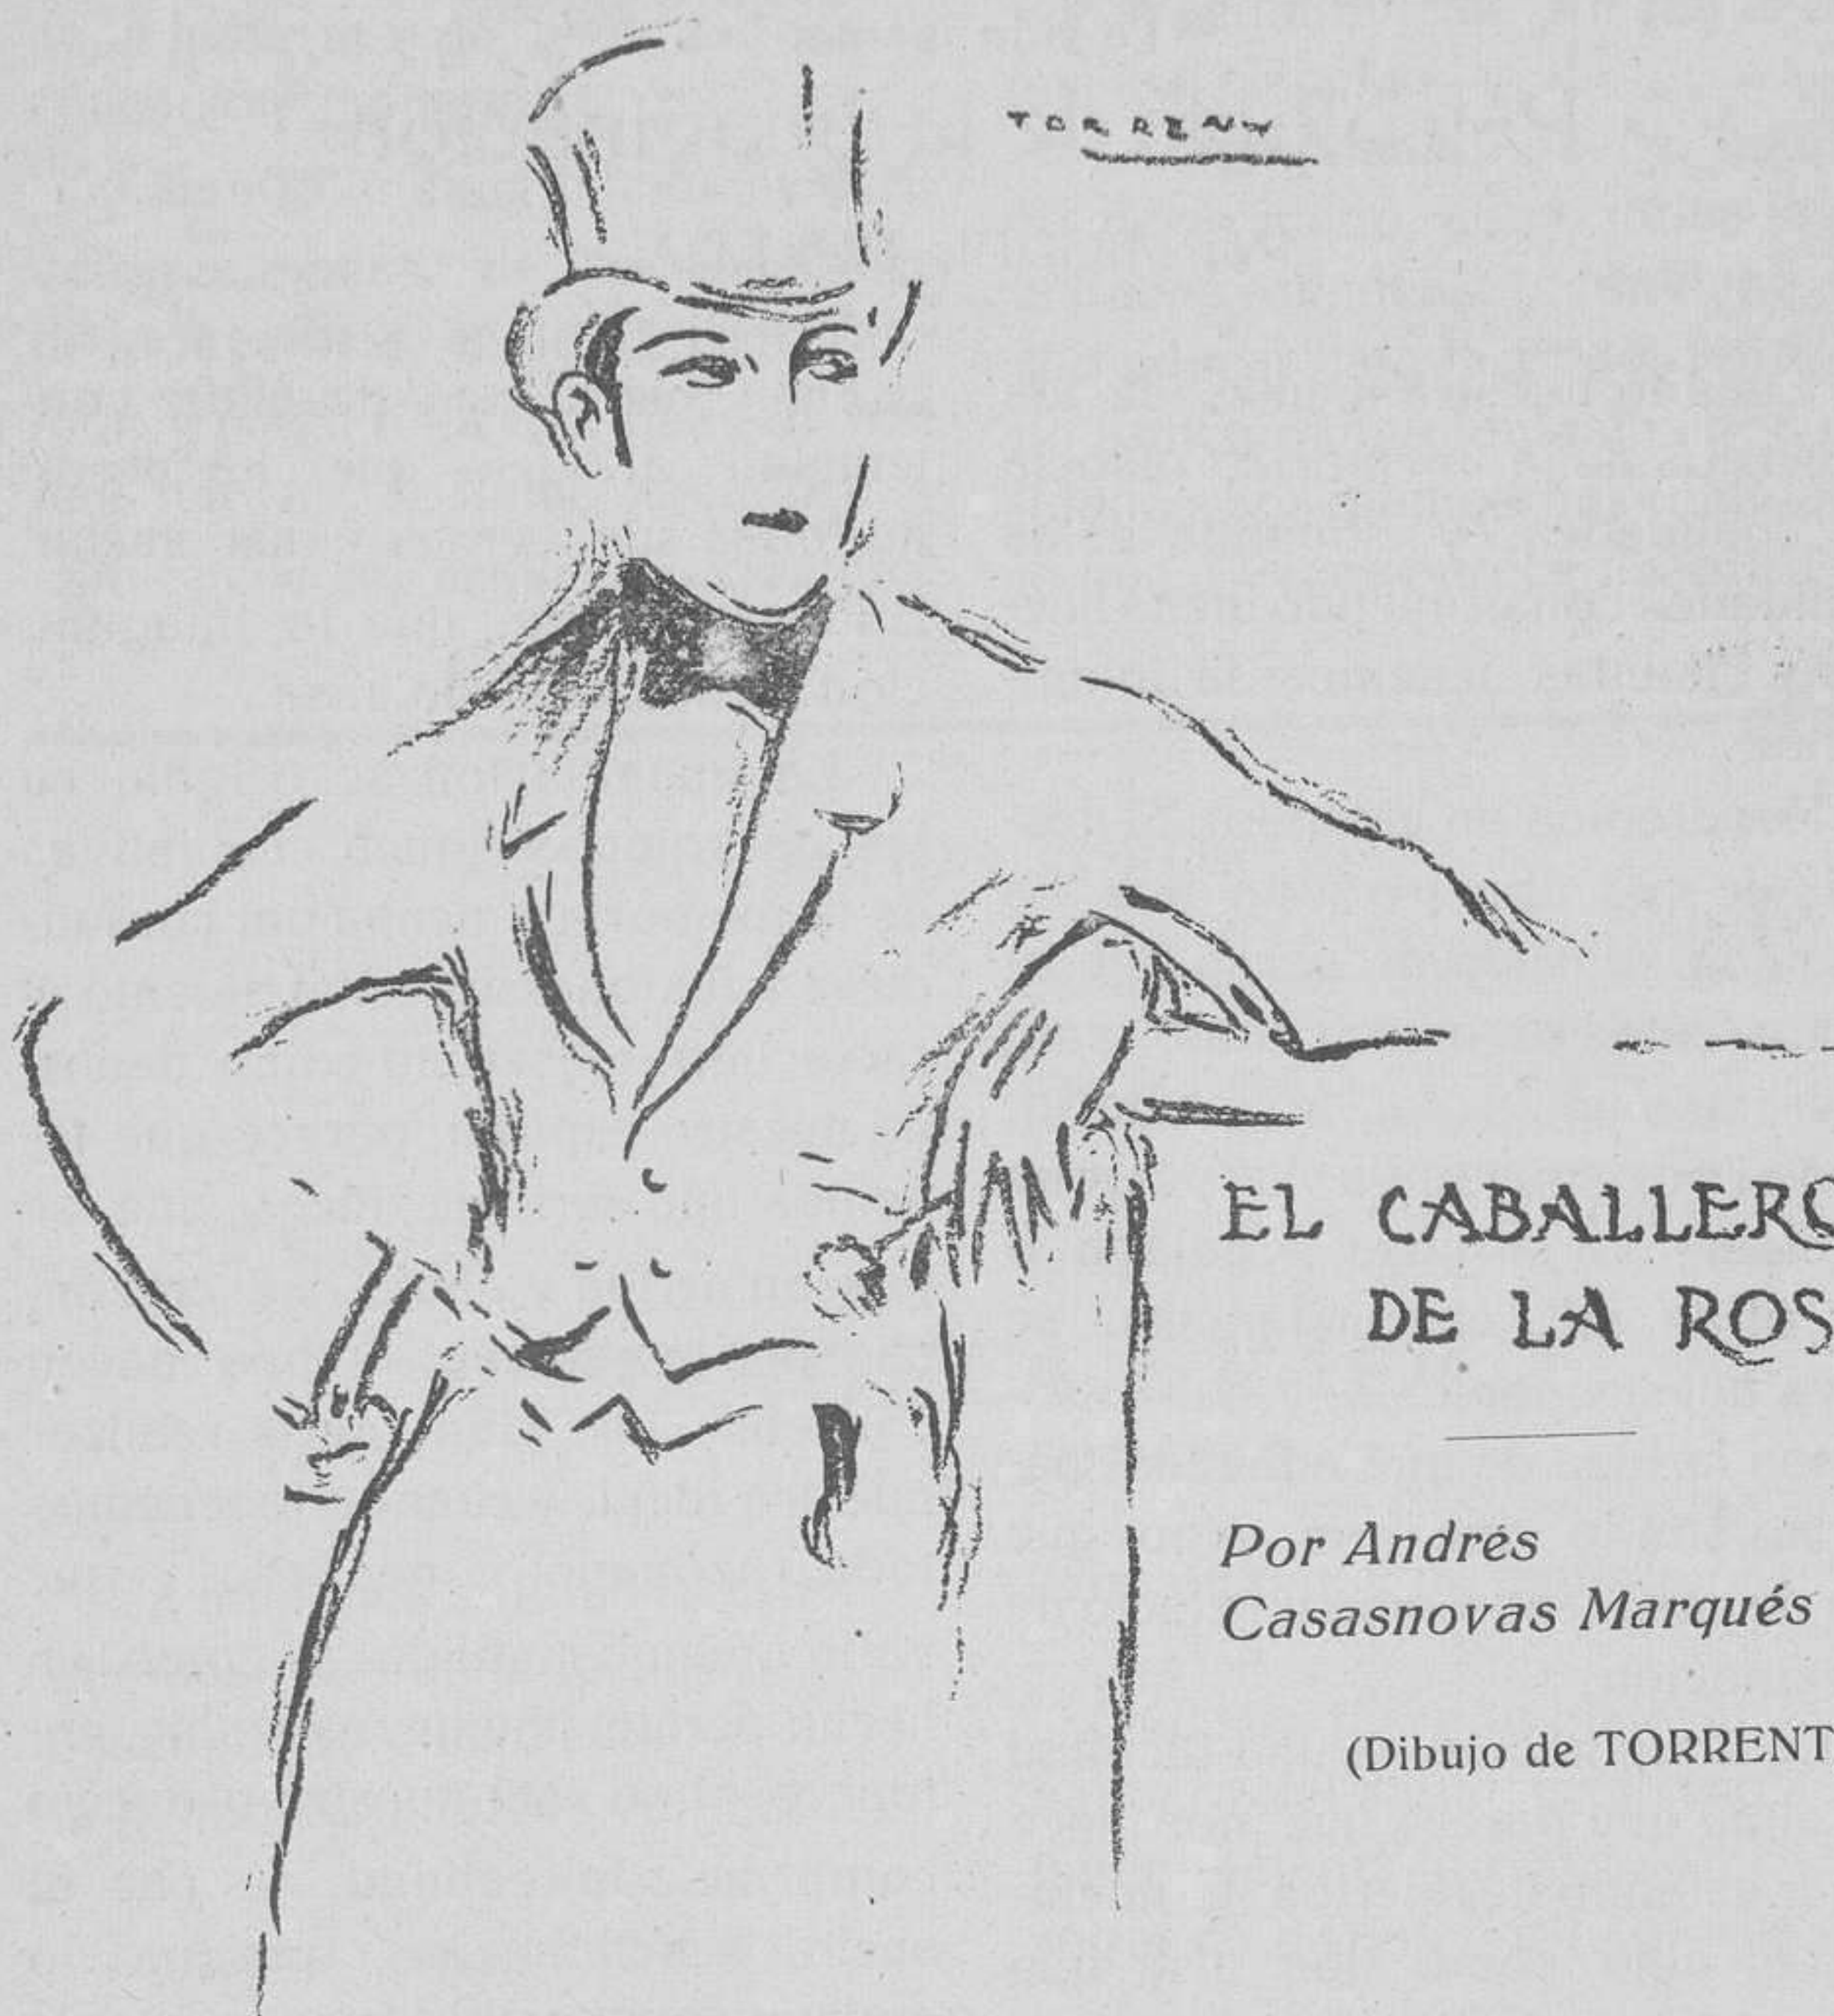 TORRENT
EL CABALLERO
DE LA ROS
Por Andrés
Casasnovas Marqués
(Dibujo de TORRENT